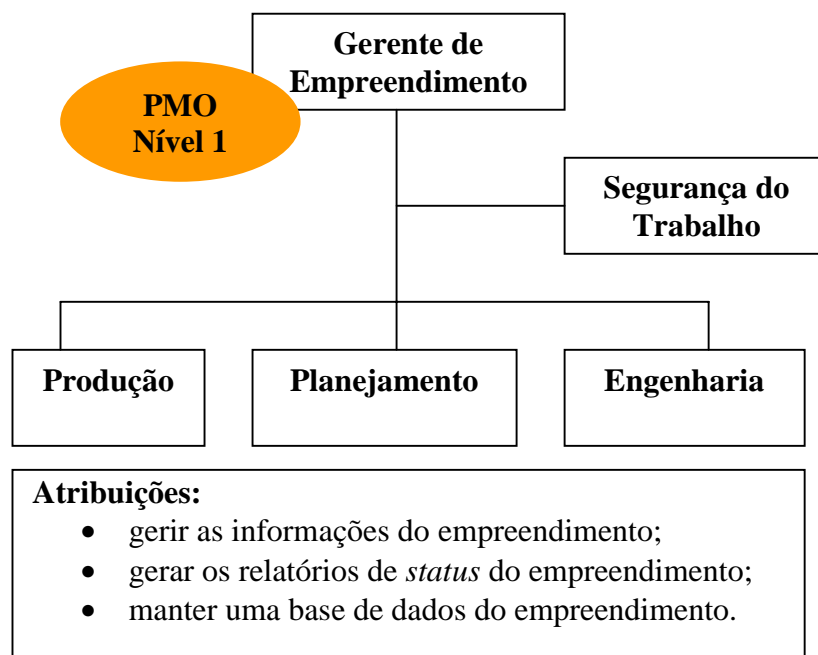 Gerente de
Empreendimento
PMO
Nível 1
Segurança do
Trabalho
Produção
Planejamento
Engenharia
Atribuições:
• gerir as informações do empreendimento;
• gerar os relatórios de status do empreendimento;
• manter uma base de dados do empreendimento.